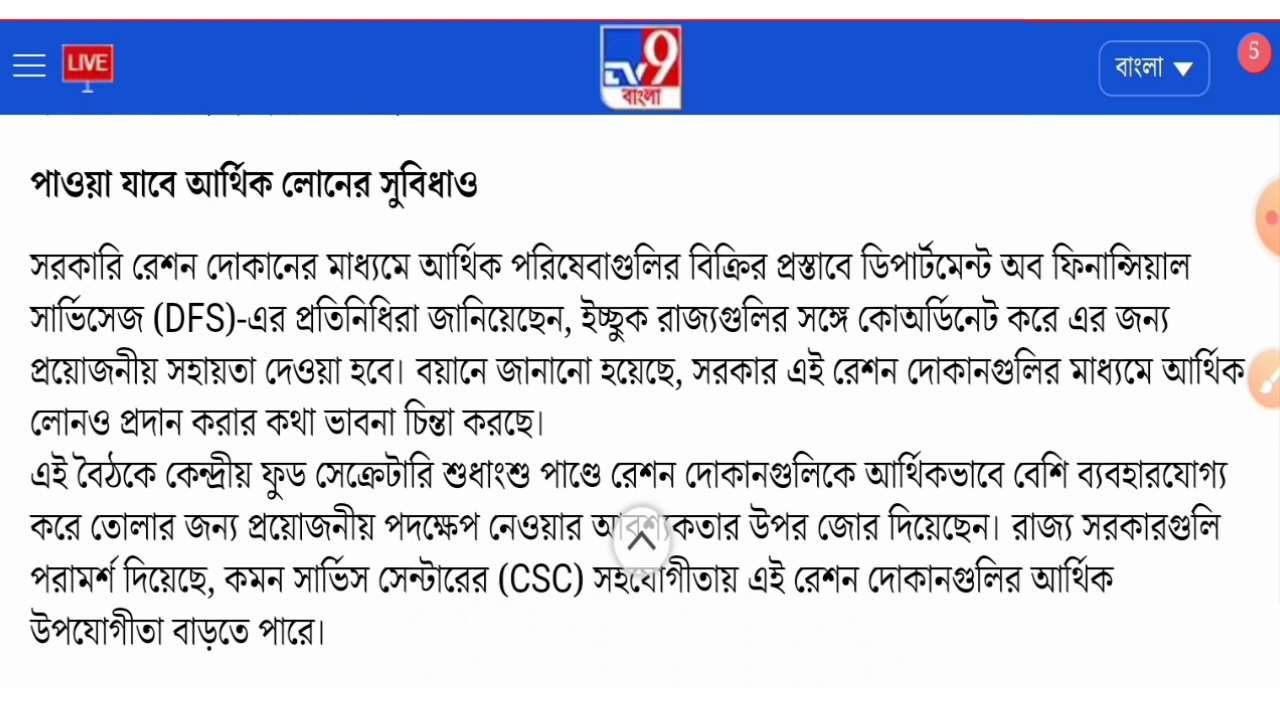 LIVE
TV9
বাংলা
বাংলা
5
পাওয়া যাবে আর্থিক লোনের সুবিধাও
সরকারি রেশন দোকানের মাধ্যমে আর্থিক পরিষেবাগুলির বিক্রির প্রস্তাবে ডিপার্টমেন্ট অব ফিনান্সিয়াল
সার্ভিসেজ (DFS)-এর প্রতিনিধিরা জানিয়েছেন, ইচ্ছুক রাজ্যগুলির সঙ্গে কোঅর্ডিনেট করে এর জন্য
প্রয়োজনীয় সহায়তা দেওয়া হবে। বয়ানে জানানো হয়েছে, সরকার এই রেশন দোকানগুলির মাধ্যমে আর্থিক
লোনও প্রদান করার কথা ভাবনা চিন্তা করছে।
এই বৈঠকে কেন্দ্রীয় ফুড সেক্রেটারি শুধাংশু পাণ্ডে রেশন দোকানগুলিকে আর্থিকভাবে বেশি ব্যবহারযোগ্য
করে তোলার জন্য প্রয়োজনীয় পদক্ষেপ নেওয়ার আবশ্যকতার উপর জোর দিয়েছেন। রাজ্য সরকারগুলি
পরামর্শ দিয়েছে, কমন সার্ভিস সেন্টারের (CSC) সহযোগীতায় এই রেশন দোকানগুলির আর্থিক
উপযোগীতা বাড়তে পারে।